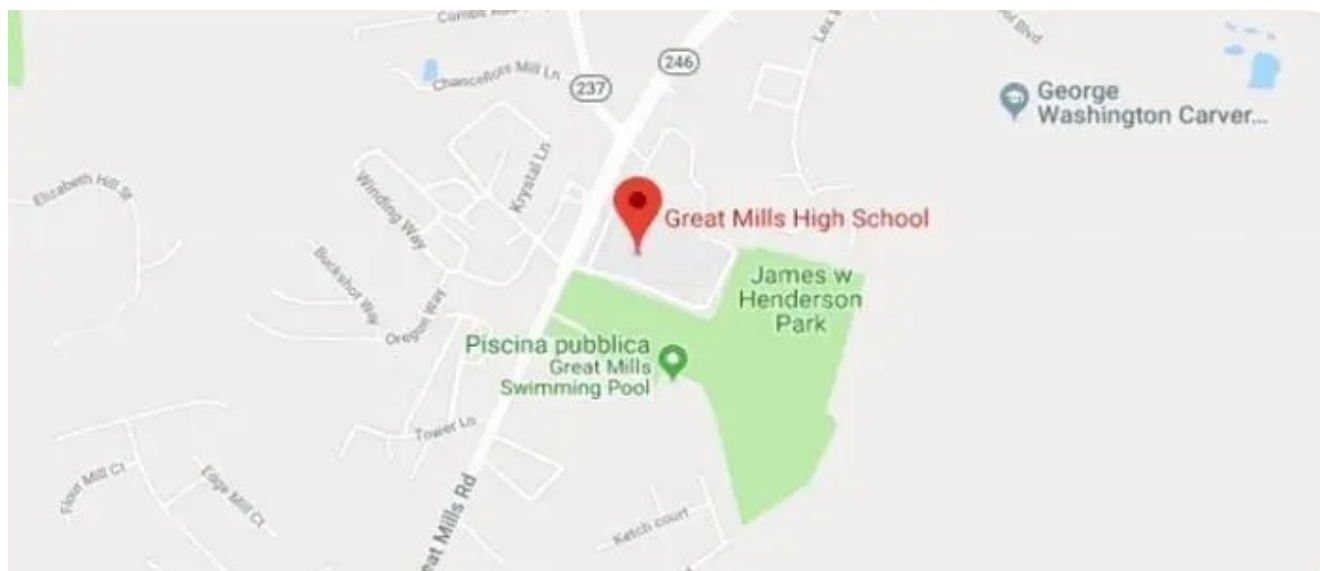 Chancellors Mill Ln
237
246
Lex
George
Washington Carver...
Elizabeth Hill St
Winding Way
Krystal Ln
Great Mills High School
Buckshot Way
Oregon Way
James w
Henderson
Park
Piscina pubblica
Great Mills
Swimming Pool
Tower Ln
Flour Mill Ct
Edge Mill Ct
eat Mills Rd
Ketch court